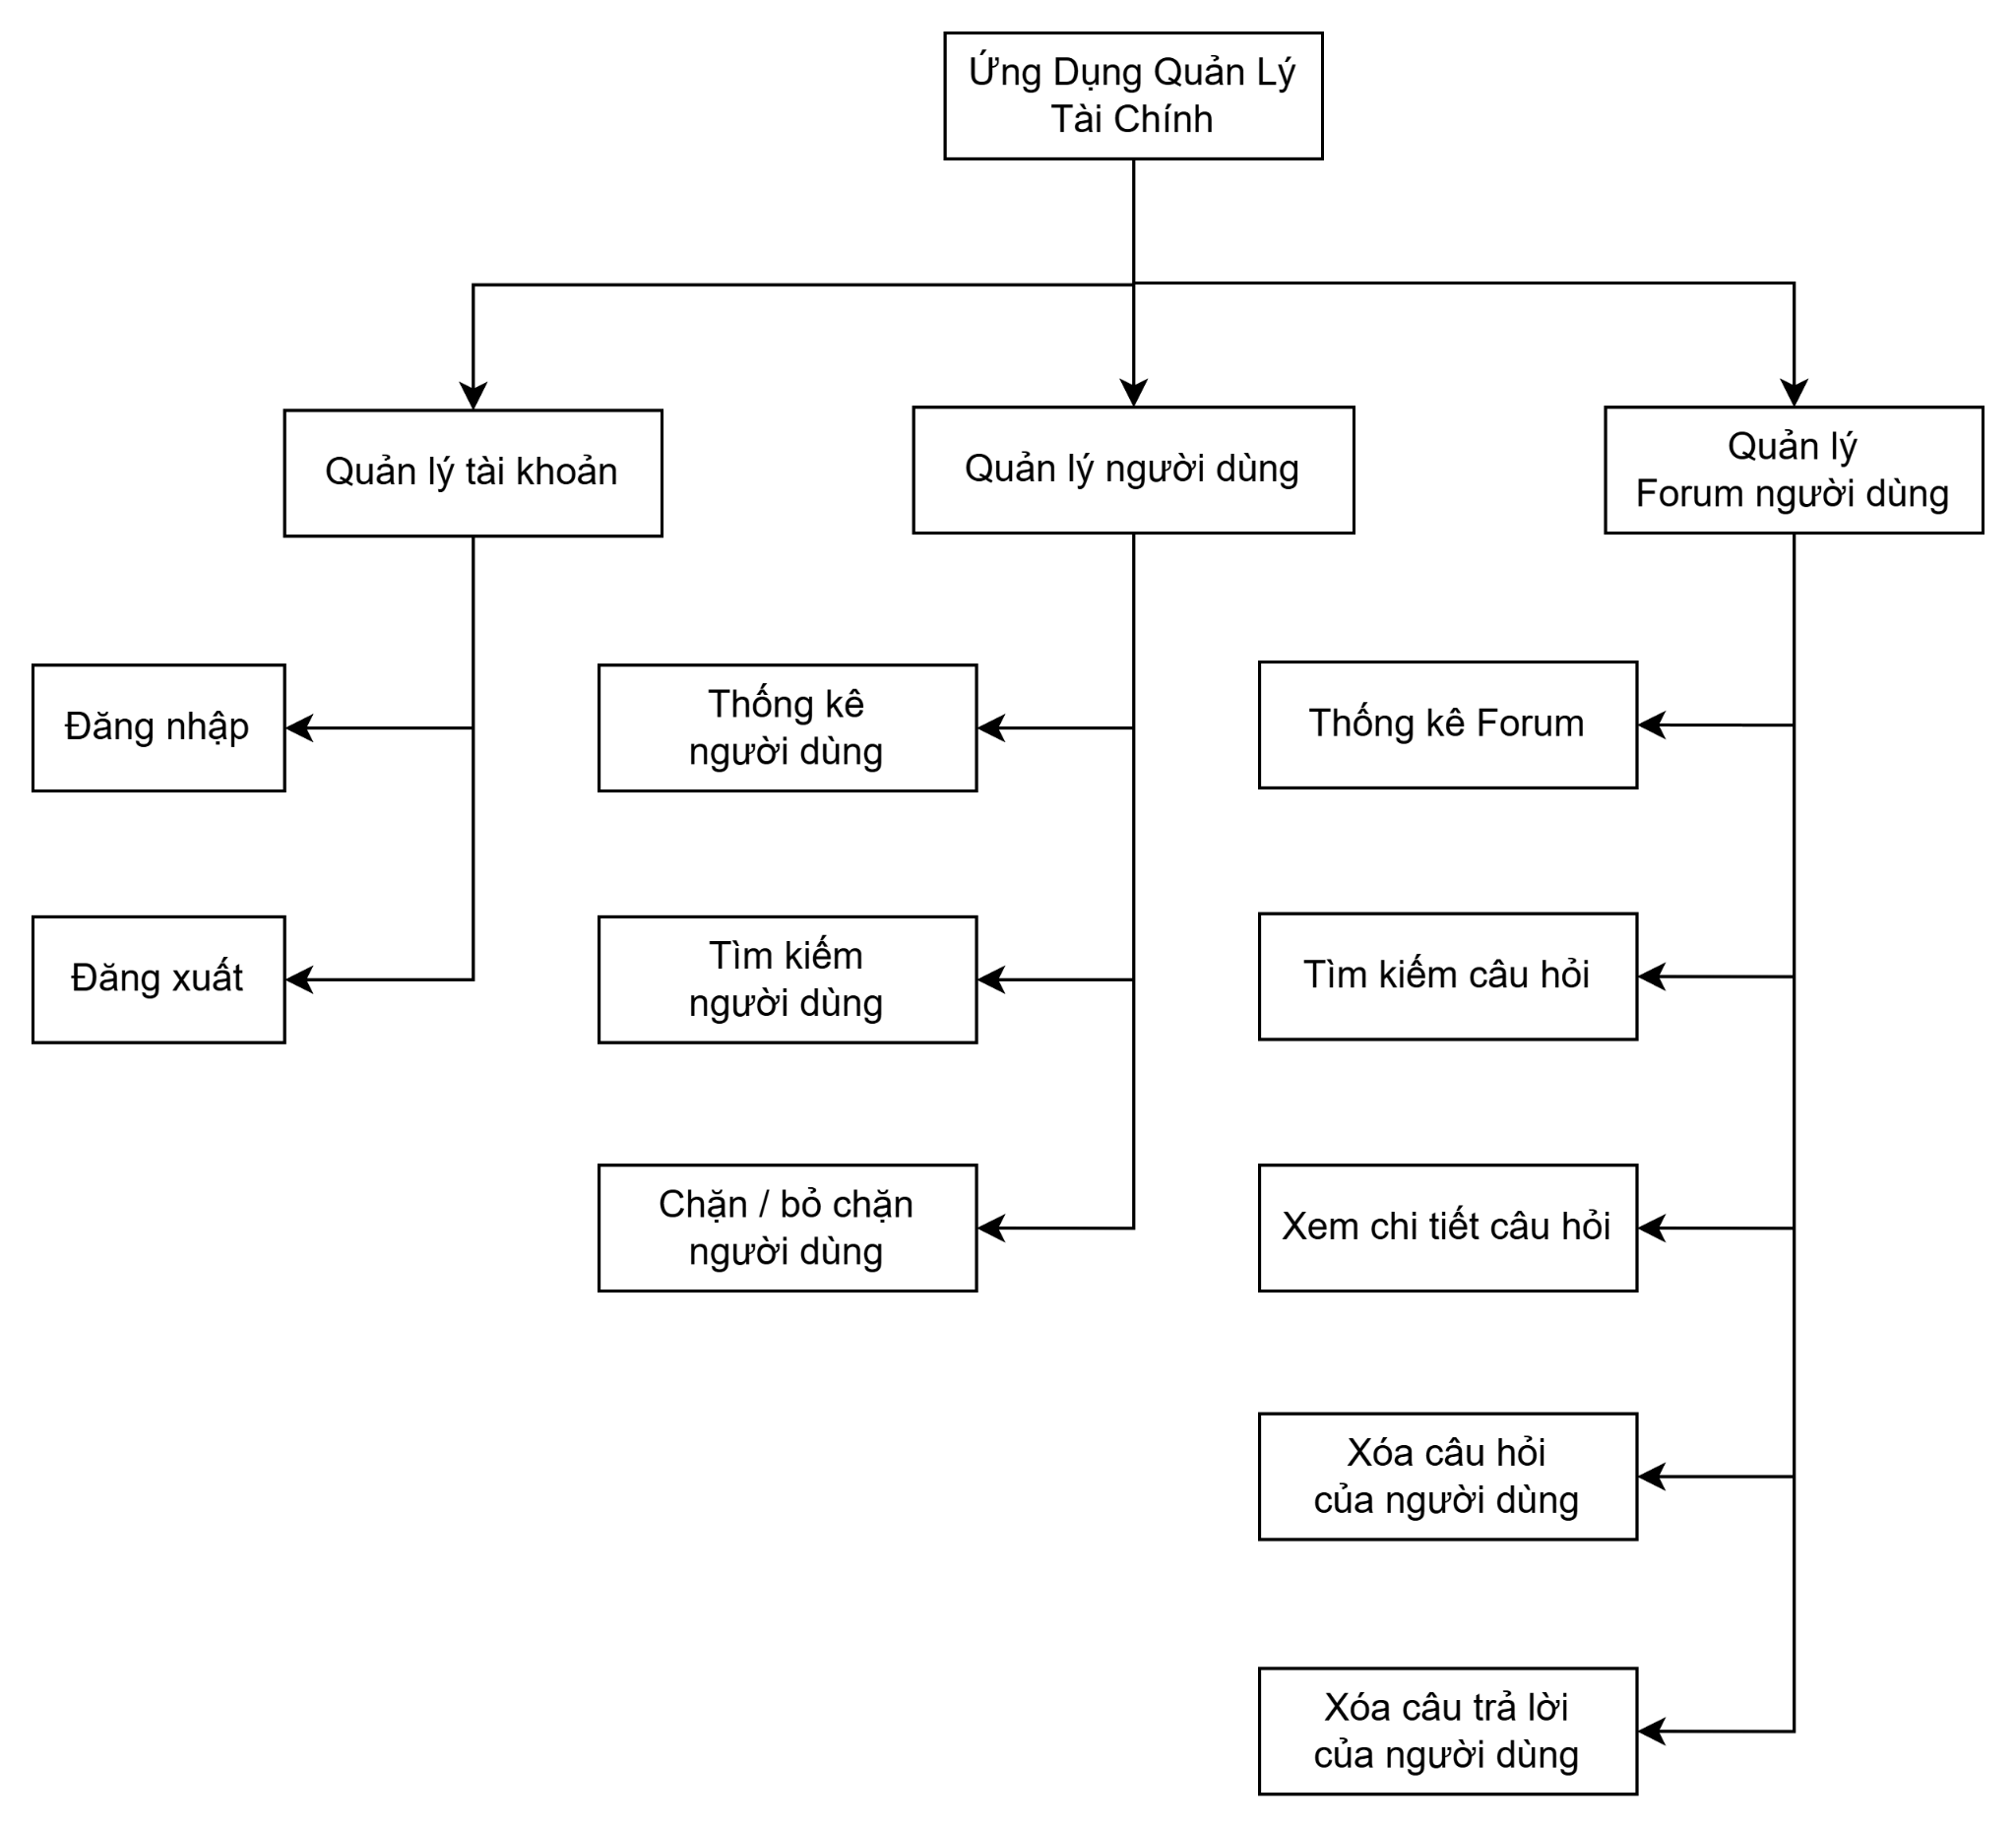 Ứng Dụng Quản Lý
Tài Chính
Quản lý tài khoản
Quản lý người dùng
Quản lý
Forum người dùng
Đăng nhập
Thống kê
người dùng
Thống kê Forum
Đăng xuất
Tìm kiếm
người dùng
Tìm kiếm câu hỏi
Chặn / bỏ chặn
người dùng
Xem chi tiết câu hỏi
Xóa câu hỏi
của người dùng
Xóa câu trả lời
của người dùng